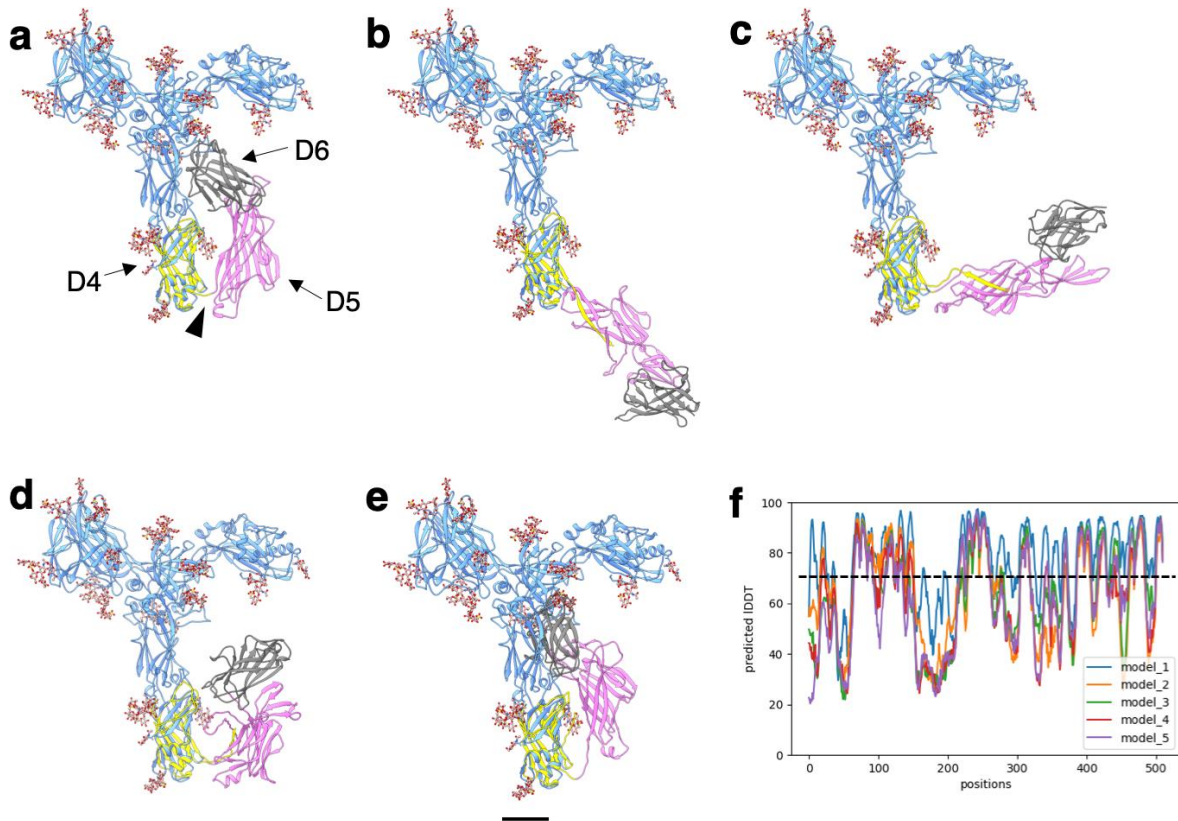 a
b
c
D6
D4
D5
d
e
f
100
80
60
40
20
0
predicted lDDT
model_1
model_2
model_3
model_4
model_5
0 100 200 300 400 500
positions